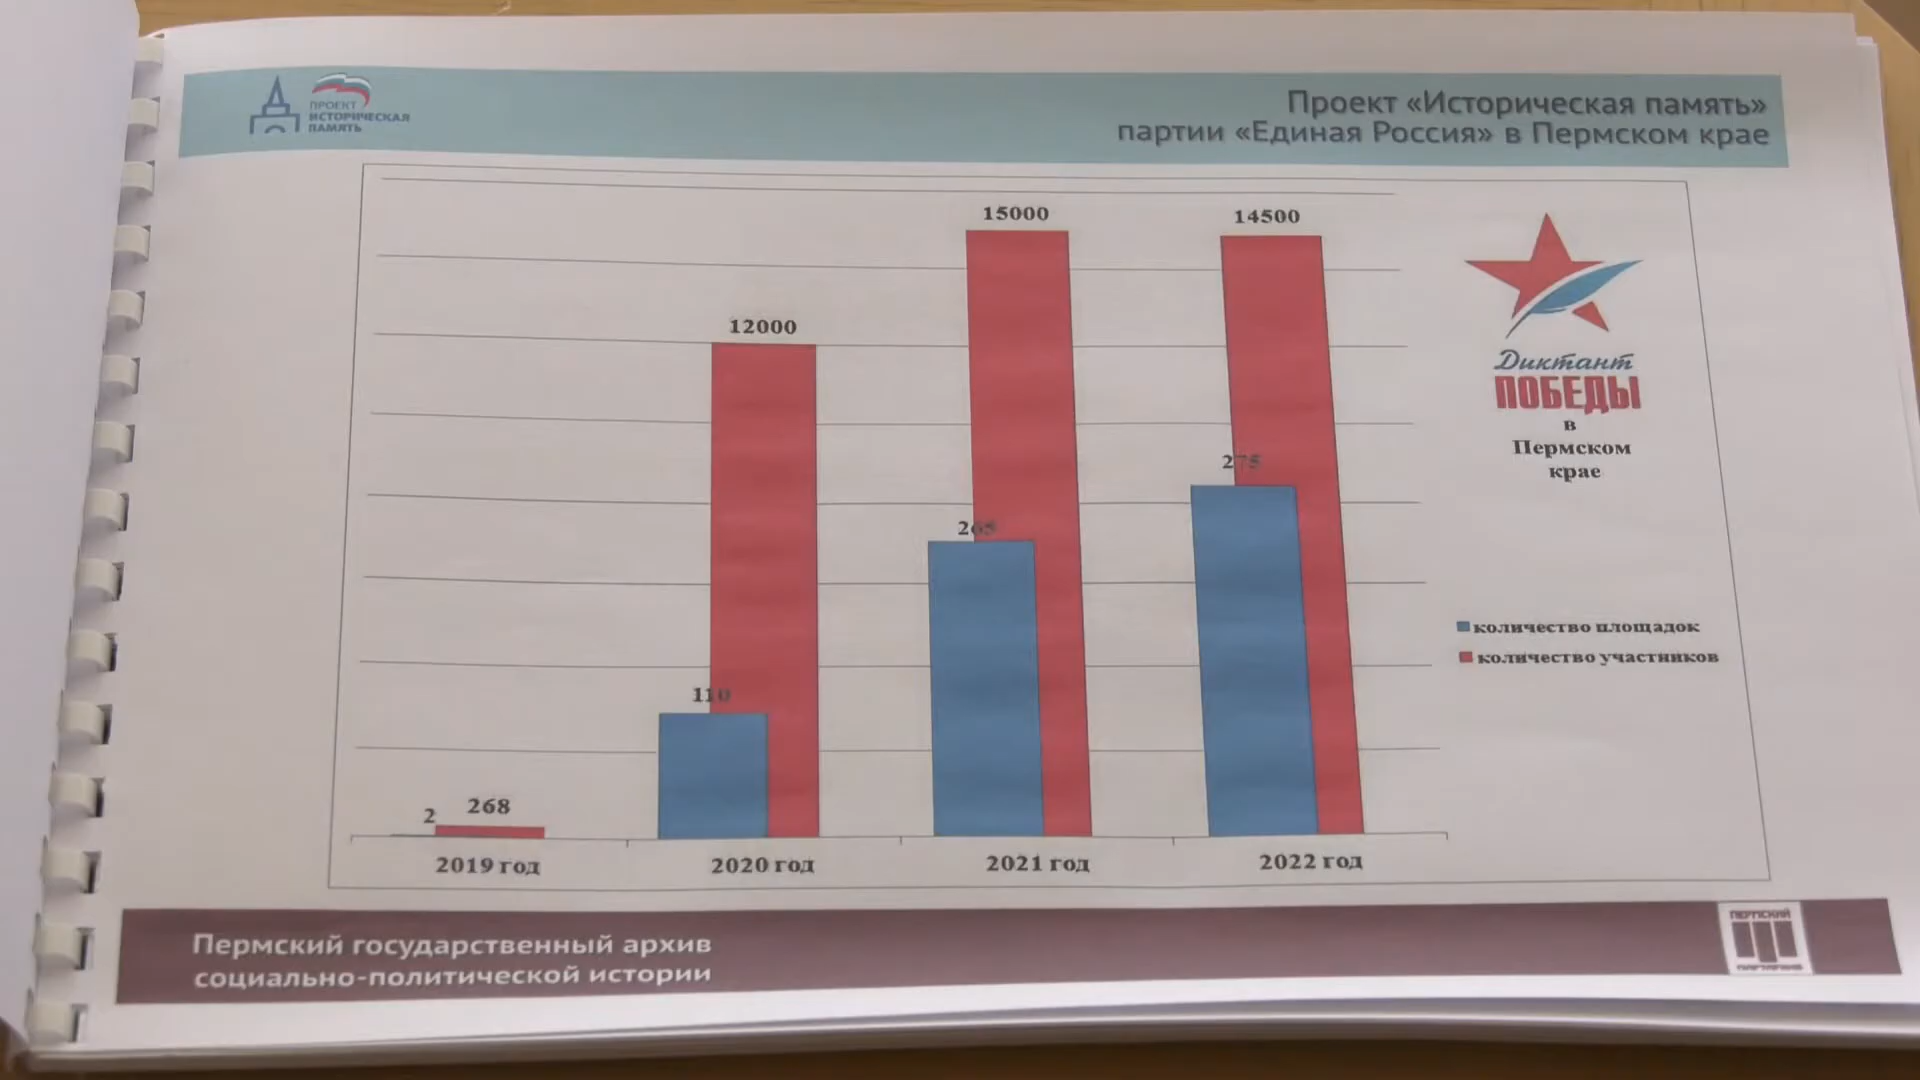 ПРОЕКТ
ИСТОРИЧЕСКАЯ
ПАМЯТЬ
Проект «Историческая память»
партии «Единая Россия» в Пермском крае
15000
14500
12000
275
265
110
2
268
2019 год
2020 год
2021 год
2022 год
Диктант
ПОБЕДЫ
в
Пермском
крае
количество площадок
количество участников
Пермский государственный архив
социально-политической истории
ПЕРМСКИЙ